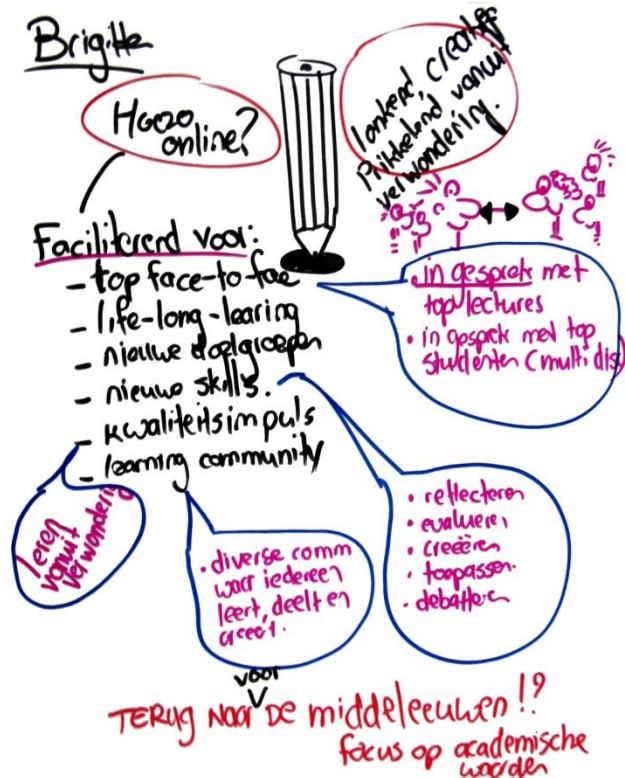 Brigitte
Hoezo
online?
lonkend, creatief
Prikkelend vanuit
verwondering.
Faciliterend voor:
- top face-to face
- life-long-learing
- nieuwe doelgroepen
- nieuwe skills.
- kwaliteitsimpuls
- learning community
• in gesprek met
top lectures
• in gesprek met top
studenten (multi dis)
leren
vanuit
verwondering
• diverse comm
waar iedereen
leert, deelt en
creeert.
• reflecteren
• evalueren
• creëëren
• toepassen.
• debatteren
voor
V
TERUG NAAR DE middeleeuwen!?
focus op academische
waarden